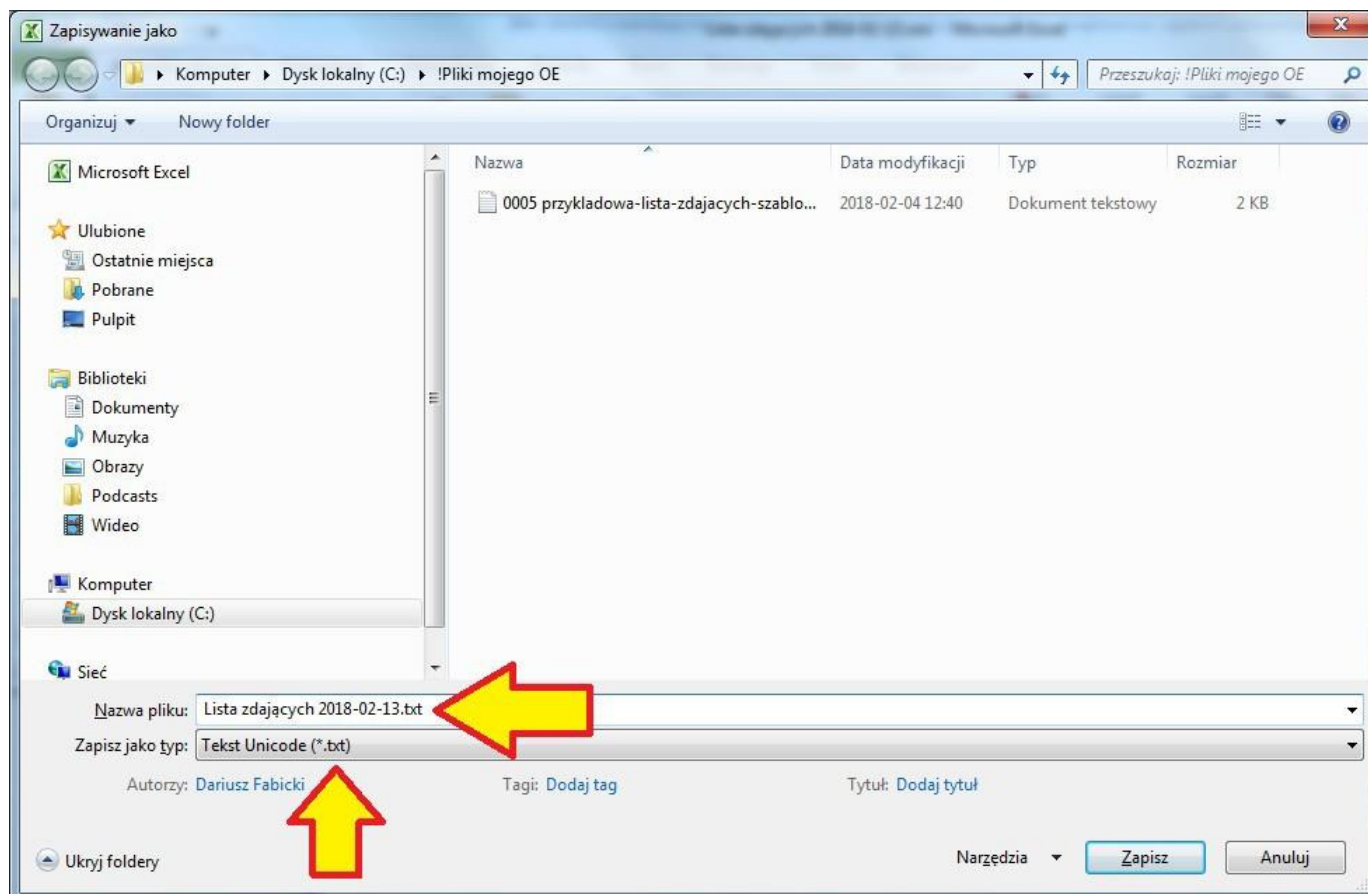 Zapisywanie jako
Komputer Dysk lokalny (C:) !Pliki mojego OE Przeszukaj: !Pliki mojego OE
Organizuj Nowy folder
Microsoft Excel
Ulubione
Ostatnie miejsca
Pobrane
Pulpit
Biblioteki
Dokumenty
Muzyka
Obrazy
Podcasts
Wideo
Komputer
Dysk lokalny (C:)
Sieć
Nazwa Data modyfikacji Typ Rozmiar
0005 przykladowa-lista-zdajacych-szablo... 2018-02-04 12:40 Dokument tekstowy 2 KB
Nazwa pliku: Lista zdających 2018-02-13.txt
Zapisz jako typ: Tekst Unicode (*.txt)
Autorzy: Dariusz Fabicki Tagi: Dodaj tag Tytuł: Dodaj tytuł
Ukryj foldery Narzędzia Zapisz Anuluj